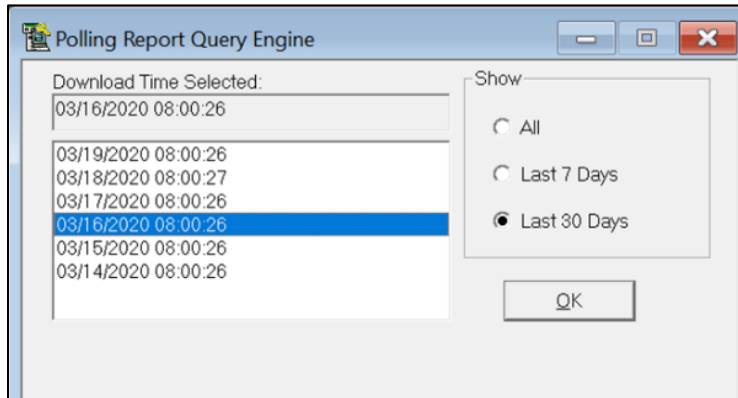 Polling Report Query Engine
Download Time Selected:
03/16/2020 08:00:26
03/19/2020 08:00:26
03/18/2020 08:00:27
03/17/2020 08:00:26
03/16/2020 08:00:26
03/15/2020 08:00:26
03/14/2020 08:00:26
Show
All
Last 7 Days
Last 30 Days
OK